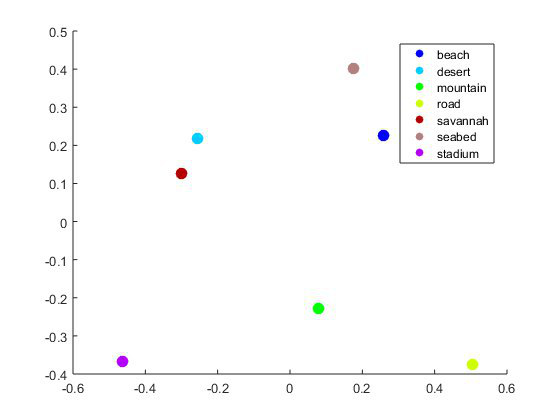 0.5
0.4
0.3
0.2
0.1
0
-0.1
-0.2
-0.3
-0.4
-0.6 -0.4 -0.2 0 0.2 0.4 0.6
beach
desert
mountain
road
savannah
seabed
stadium